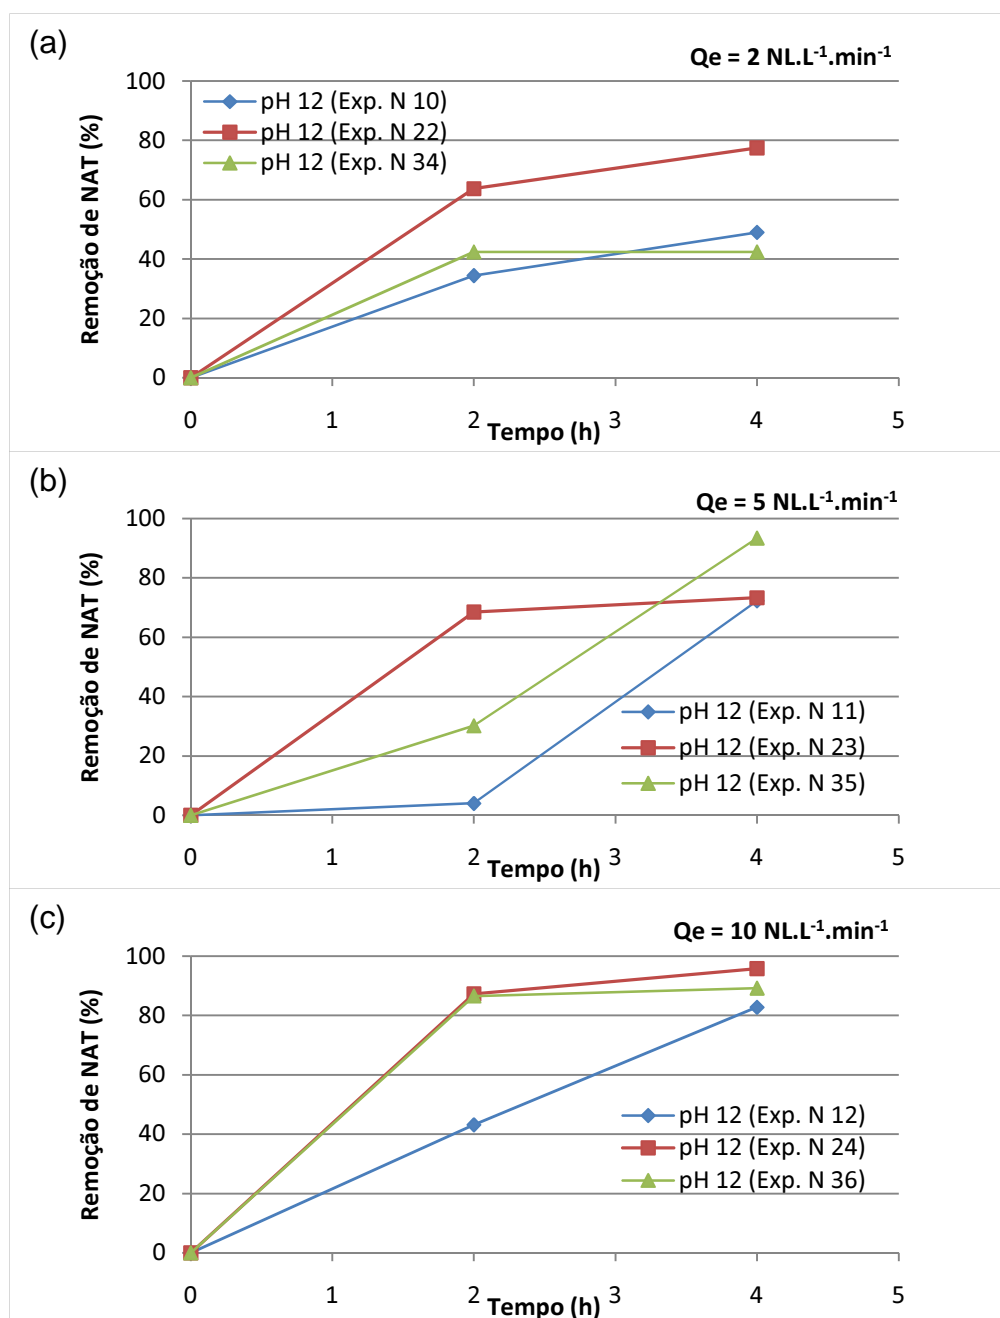 (a)
Qe = 2 NL.L⁻¹.min⁻¹
100
80
60
40
20
0
Remoção de NAT (%)
pH 12 (Exp. N 10)
pH 12 (Exp. N 22)
pH 12 (Exp. N 34)
0 1 2 3 4 5
Tempo (h)
(b)
Qe = 5 NL.L⁻¹.min⁻¹
100
80
60
40
20
0
Remoção de NAT (%)
pH 12 (Exp. N 11)
pH 12 (Exp. N 23)
pH 12 (Exp. N 35)
0 1 2 3 4 5
Tempo (h)
(c)
Qe = 10 NL.L⁻¹.min⁻¹
100
80
60
40
20
0
Remoção de NAT (%)
pH 12 (Exp. N 12)
pH 12 (Exp. N 24)
pH 12 (Exp. N 36)
0 1 2 3 4 5
Tempo (h)